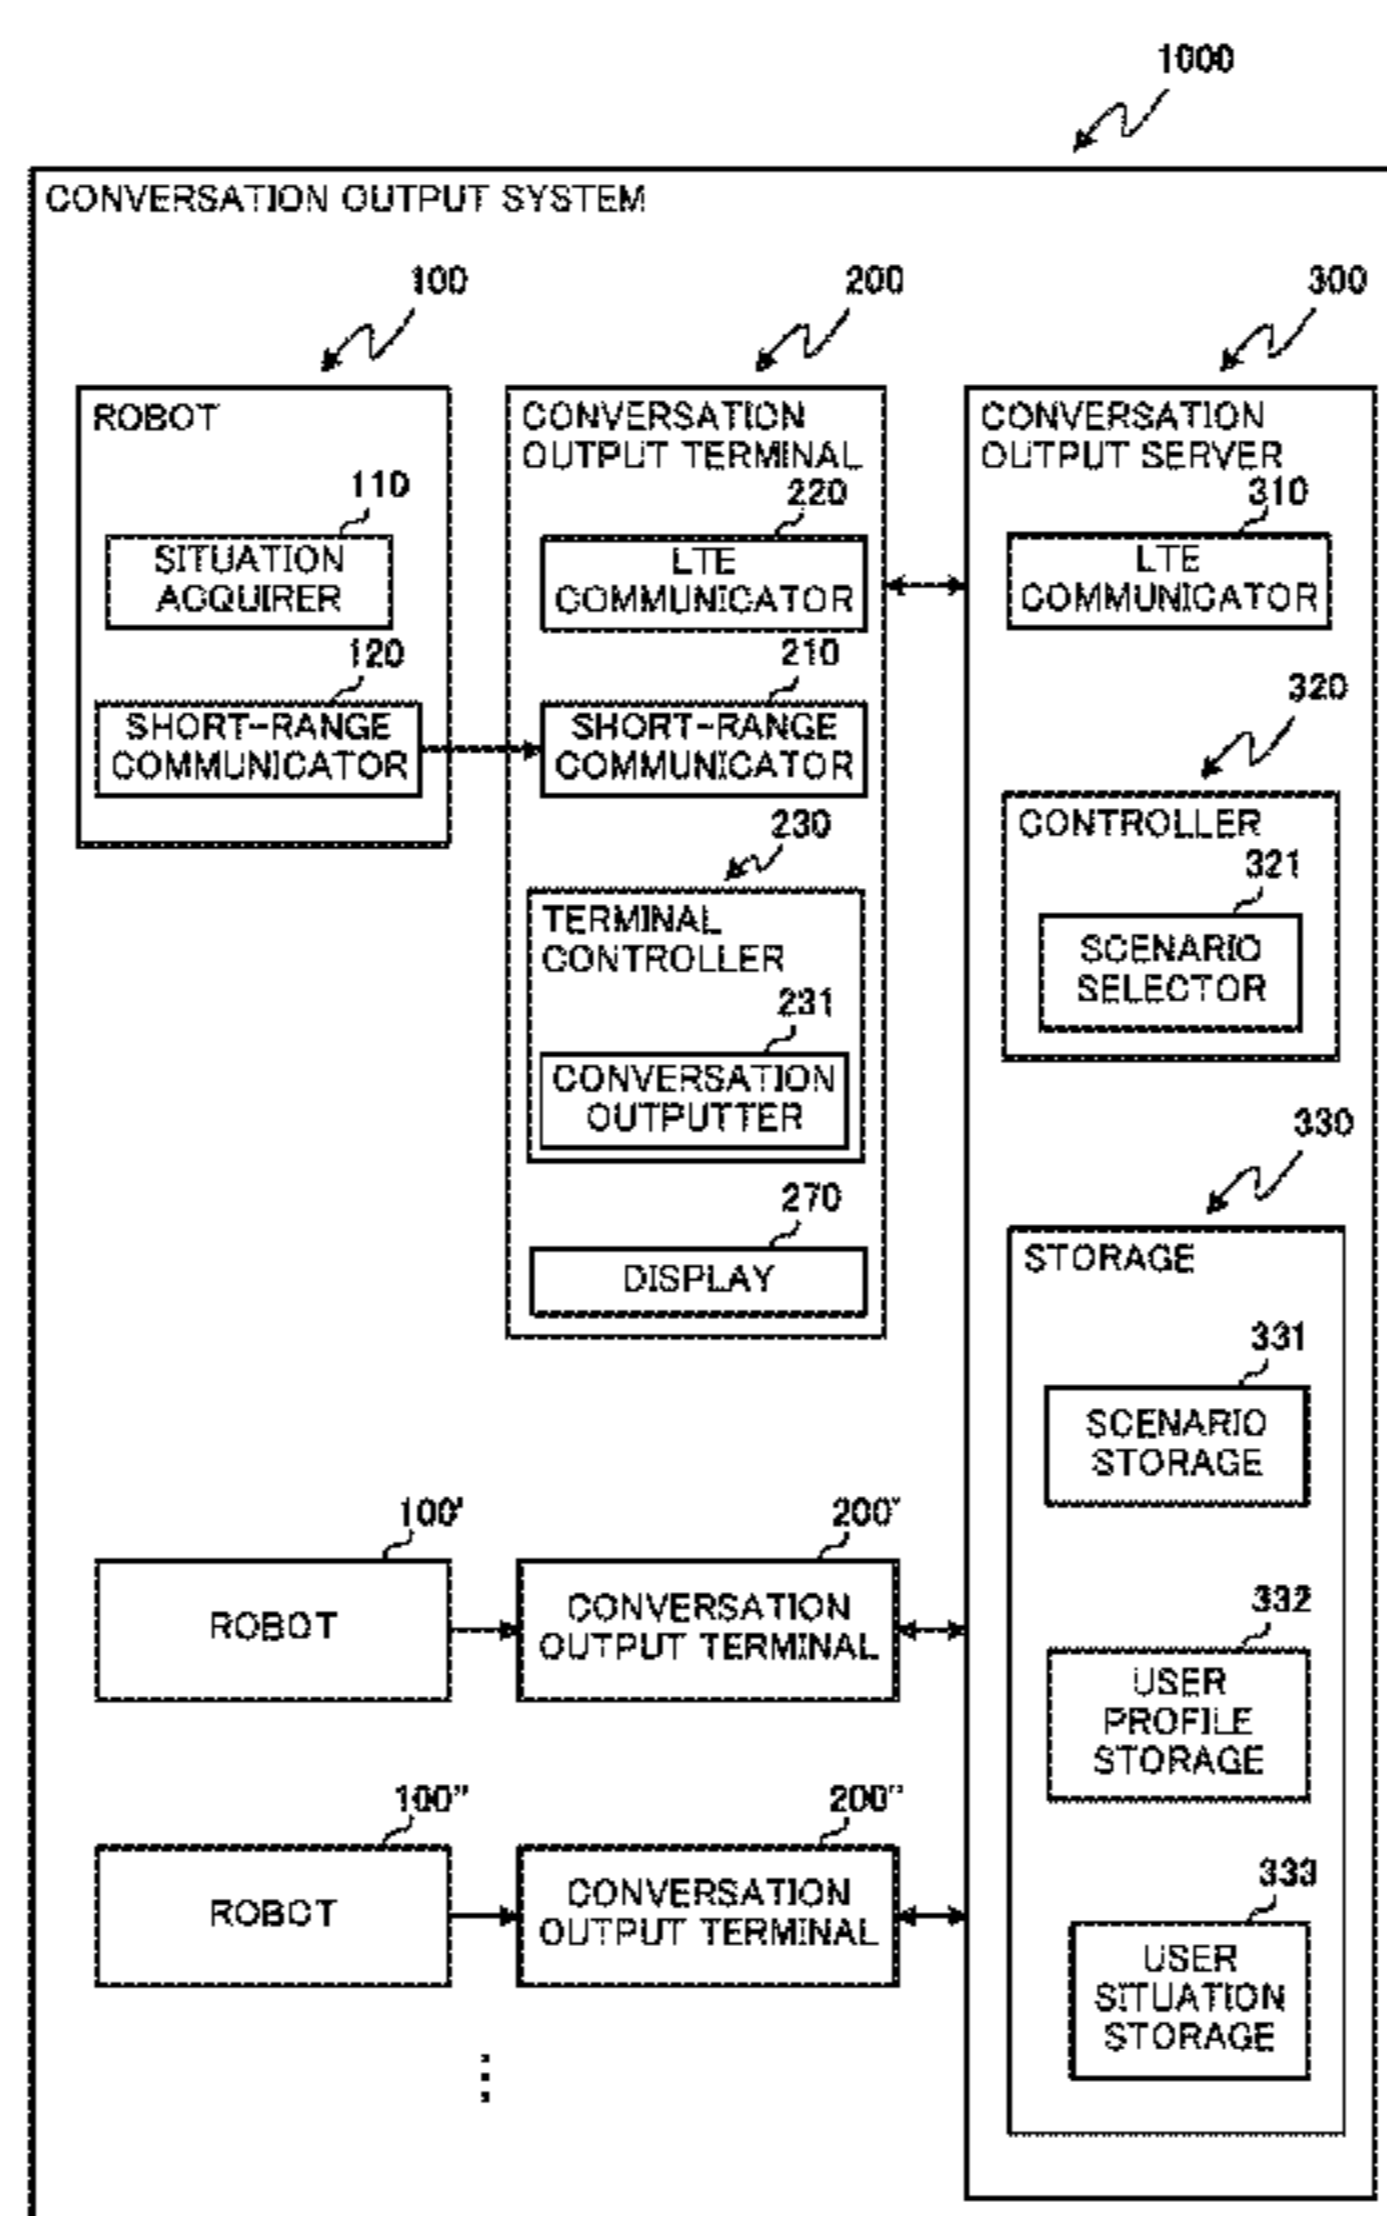 1000
CONVERSATION OUTPUT SYSTEM
100
200
300
ROBOT
110
SITUATION
ACQUIRER
120
SHORT-RANGE
COMMUNICATOR
CONVERSATION
OUTPUT TERMINAL
220
LTE
COMMUNICATOR
210
SHORT-RANGE
COMMUNICATOR
230
TERMINAL
CONTROLLER
231
CONVERSATION
OUTPUTTER
270
DISPLAY
CONVERSATION
OUTPUT SERVER
310
LTE
COMMUNICATOR
320
CONTROLLER
321
SCENARIO
SELECTOR
330
STORAGE
331
SCENARIO
STORAGE
332
USER
PROFILE
STORAGE
333
USER
SITUATION
STORAGE
100'
ROBOT
200'
CONVERSATION
OUTPUT TERMINAL
100"
ROBOT
200"
CONVERSATION
OUTPUT TERMINAL